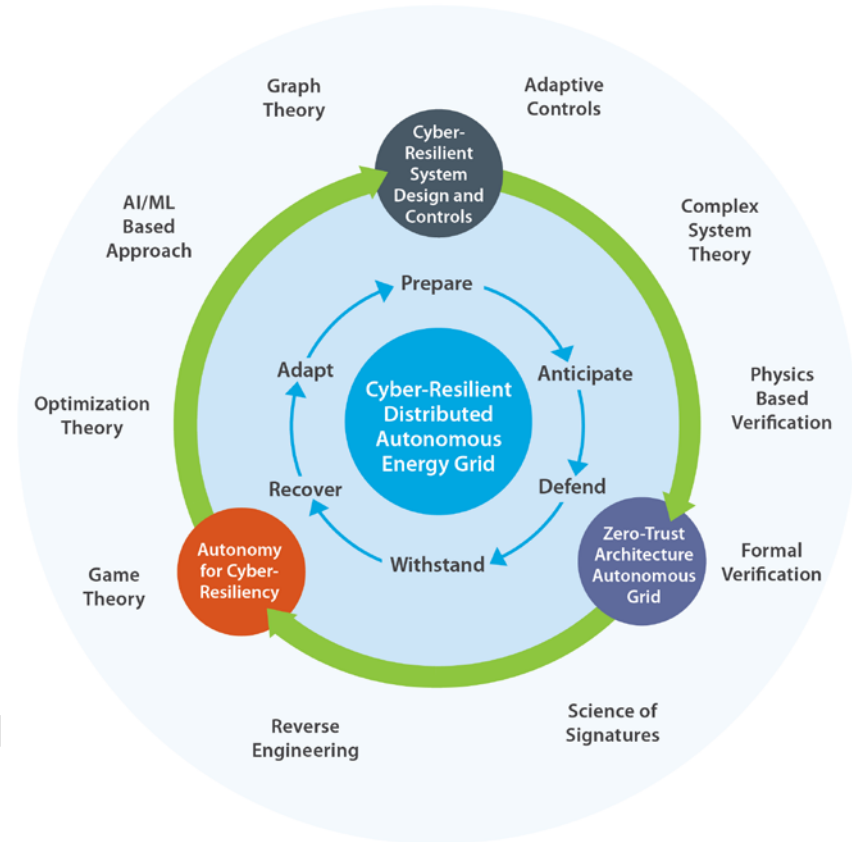 Graph
Theory
Adaptive
Controls
Cyber-
Resilient
System
Design and
Controls
AI/ML
Based
Approach
Complex
System
Theory
Prepare
Adapt
Anticipate
Cyber-Resilient
Distributed
Autonomous
Energy Grid
Optimization
Theory
Physics
Based
Verification
Recover
Defend
Withstand
Autonomy
for Cyber-
Resiliency
Zero-Trust
Architecture
Autonomous
Grid
Game
Theory
Formal
Verification
Reverse
Engineering
Science of
Signatures